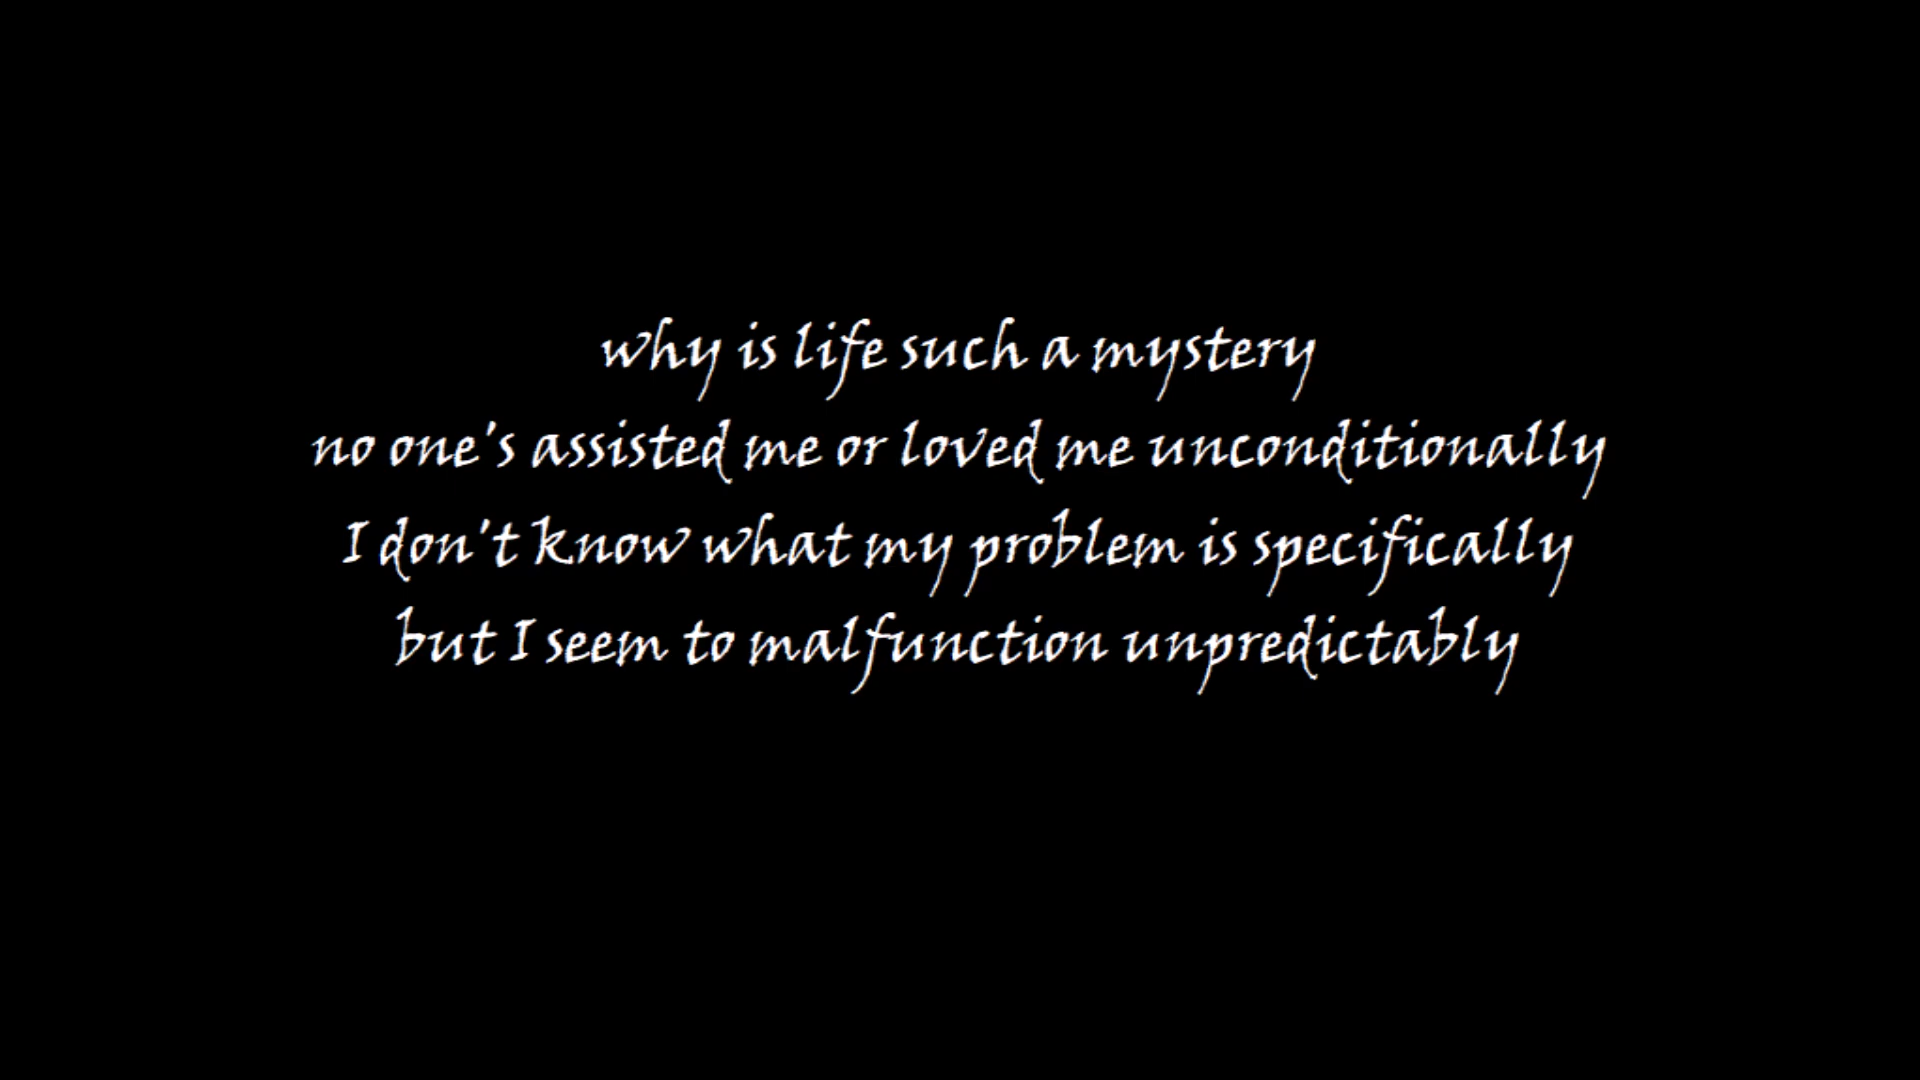 why is life such a mystery
no one's assisted me or loved me unconditionally
I don't know what my problem is specifically
but I seem to malfunction unpredictably